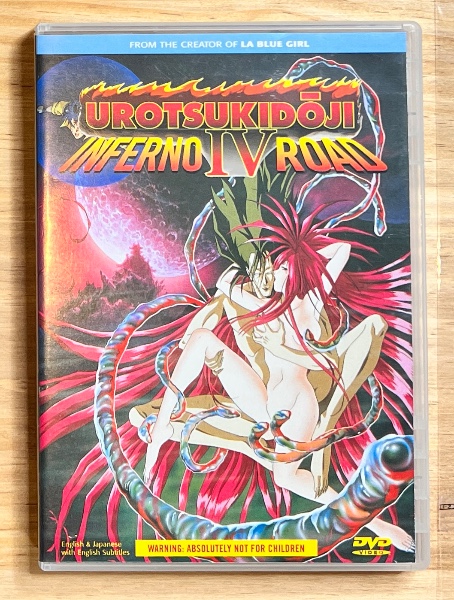 FROM THE CREATOR OF LA BLUE GIRL
UROTSUKIDŌJI
INFERNO IV ROAD
English & Japanese
with English Subtitles
WARNING: ABSOLUTELY NOT FOR CHILDREN
DVD
VIDEO